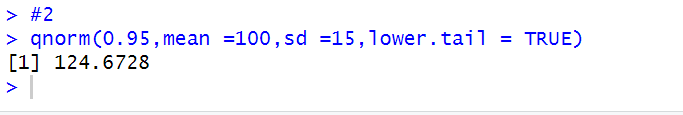 > #2
> qnorm(0.95,mean =100,sd =15,lower.tail = TRUE)
[1] 124.6728
>